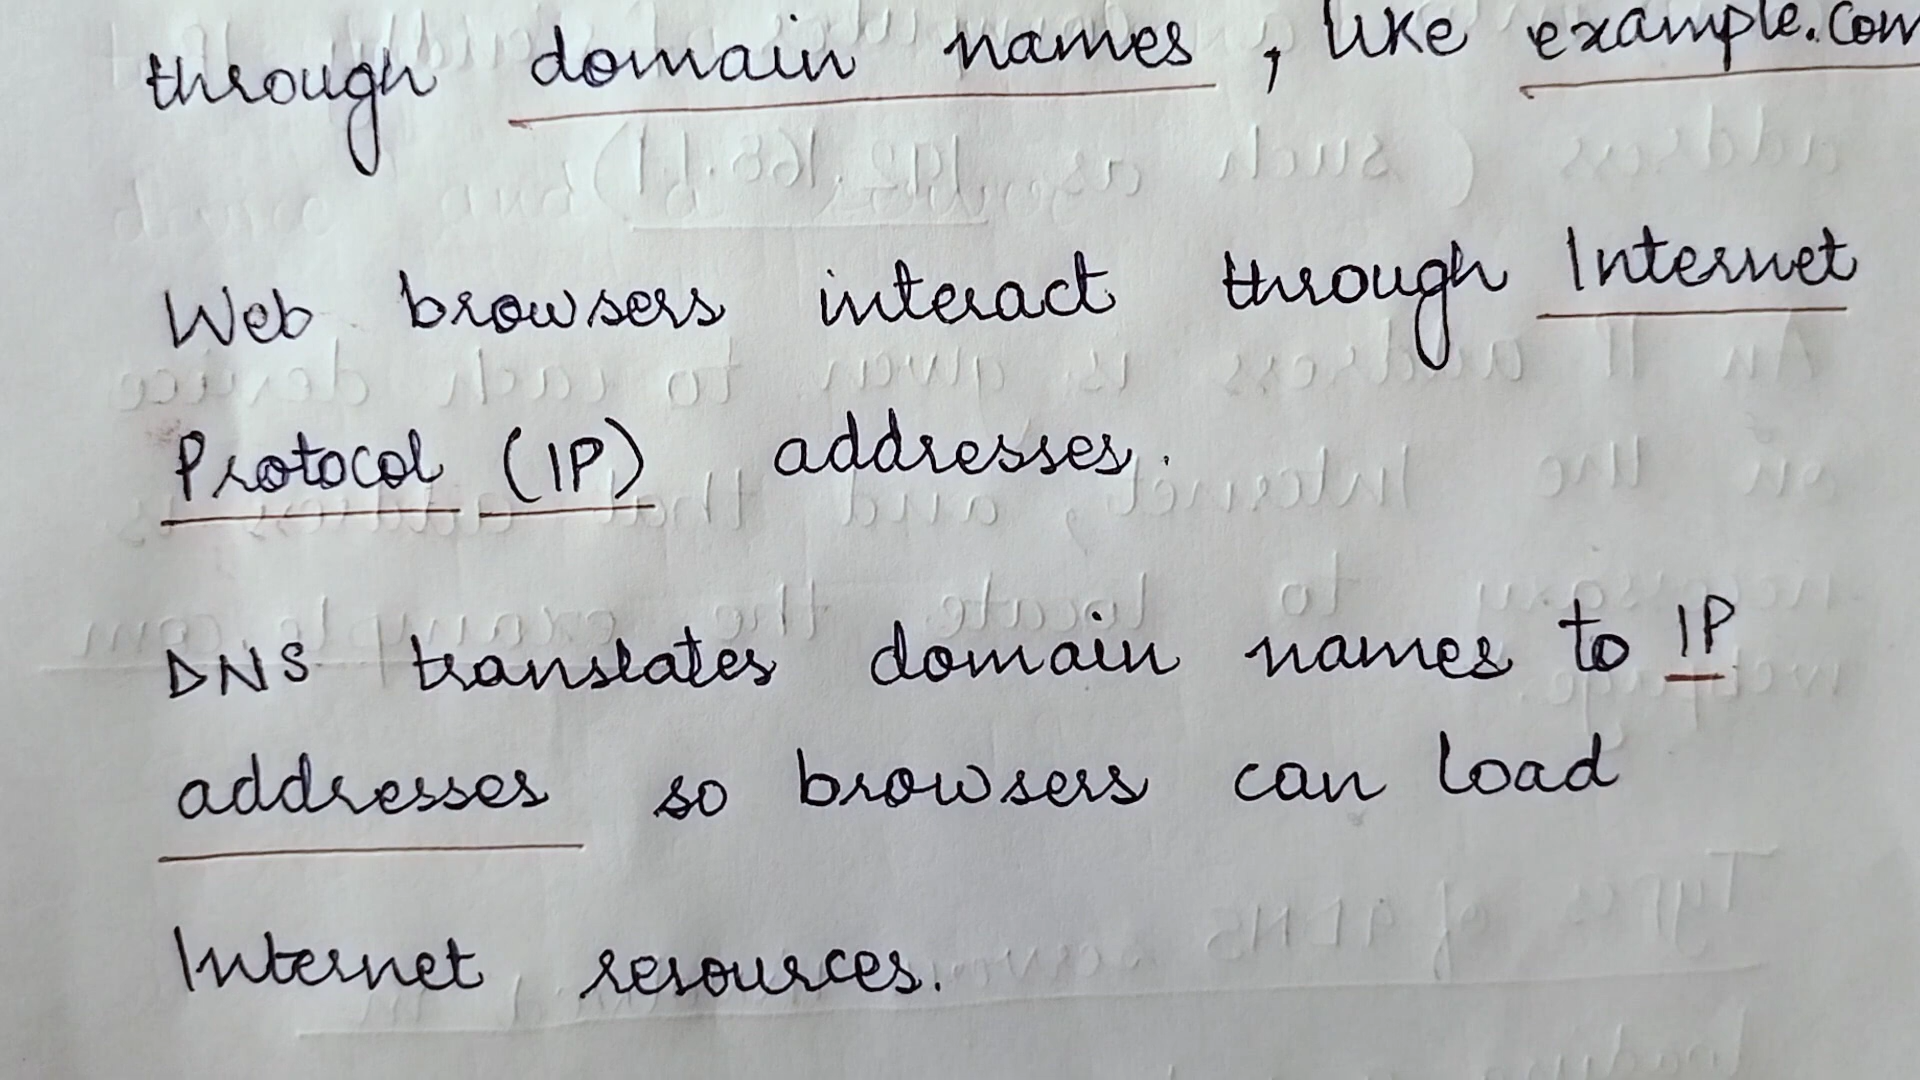 through domain names, like example.com
Web browsers interact through Internet
Protocol (IP) addresses.
DNS translates domain names to IP
addresses so browsers can load
Internet resources.